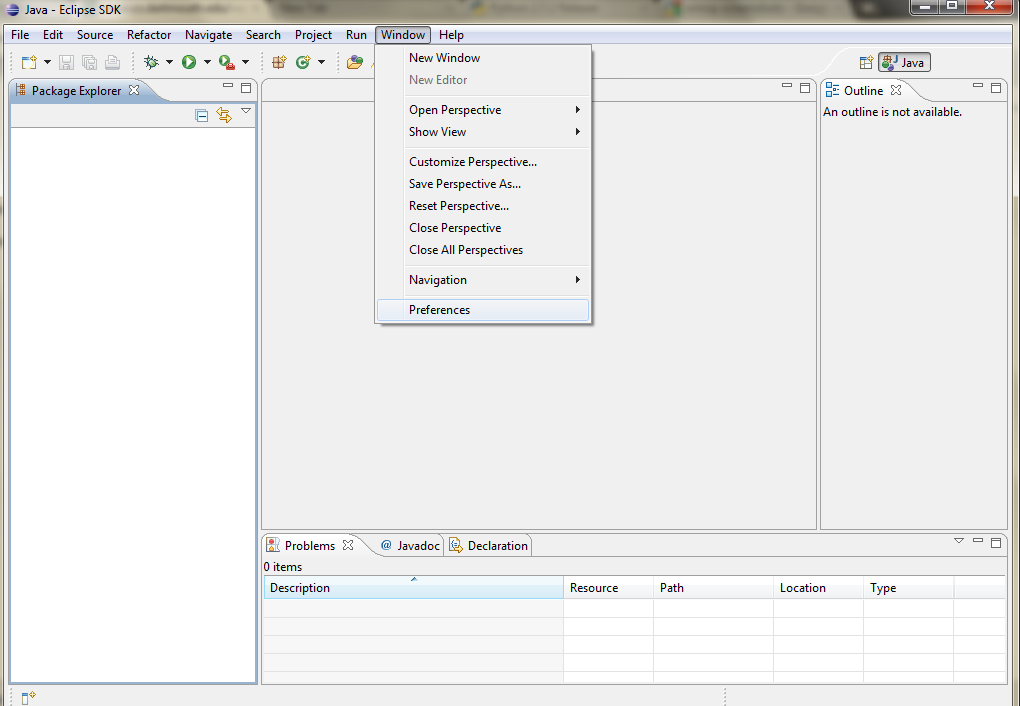 Java - Eclipse SDK
File Edit Source Refactor Navigate Search Project Run Window Help
Java
New Window
New Editor
Open Perspective
Show View
Customize Perspective...
Save Perspective As...
Reset Perspective...
Close Perspective
Close All Perspectives
Navigation
Preferences
Package Explorer
Outline
An outline is not available.
Problems @ Javadoc Declaration
0 items
Description Resource Path Location Type